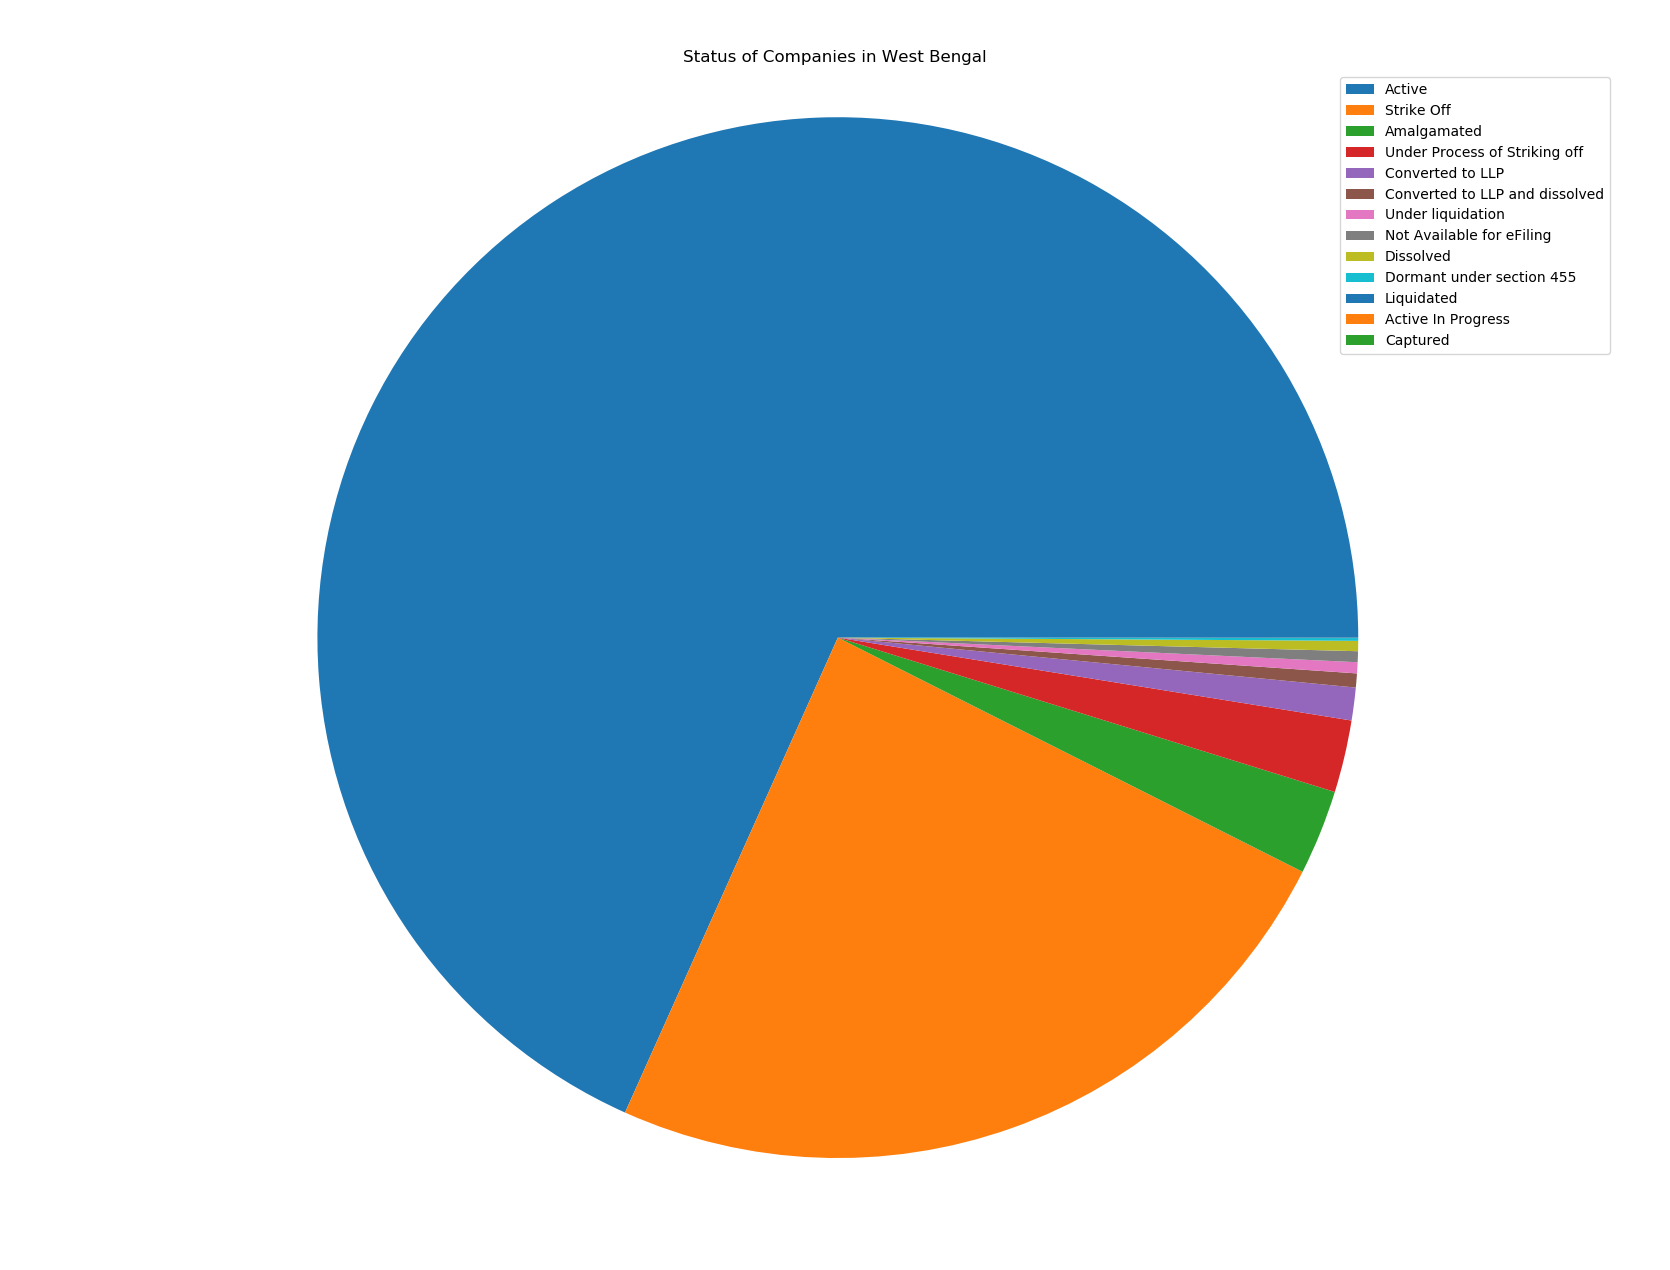 Status of Companies in West Bengal
Active
Strike Off
Amalgamated
Under Process of Striking off
Converted to LLP
Converted to LLP and dissolved
Under liquidation
Not Available for eFiling
Dissolved
Dormant under section 455
Liquidated
Active In Progress
Captured